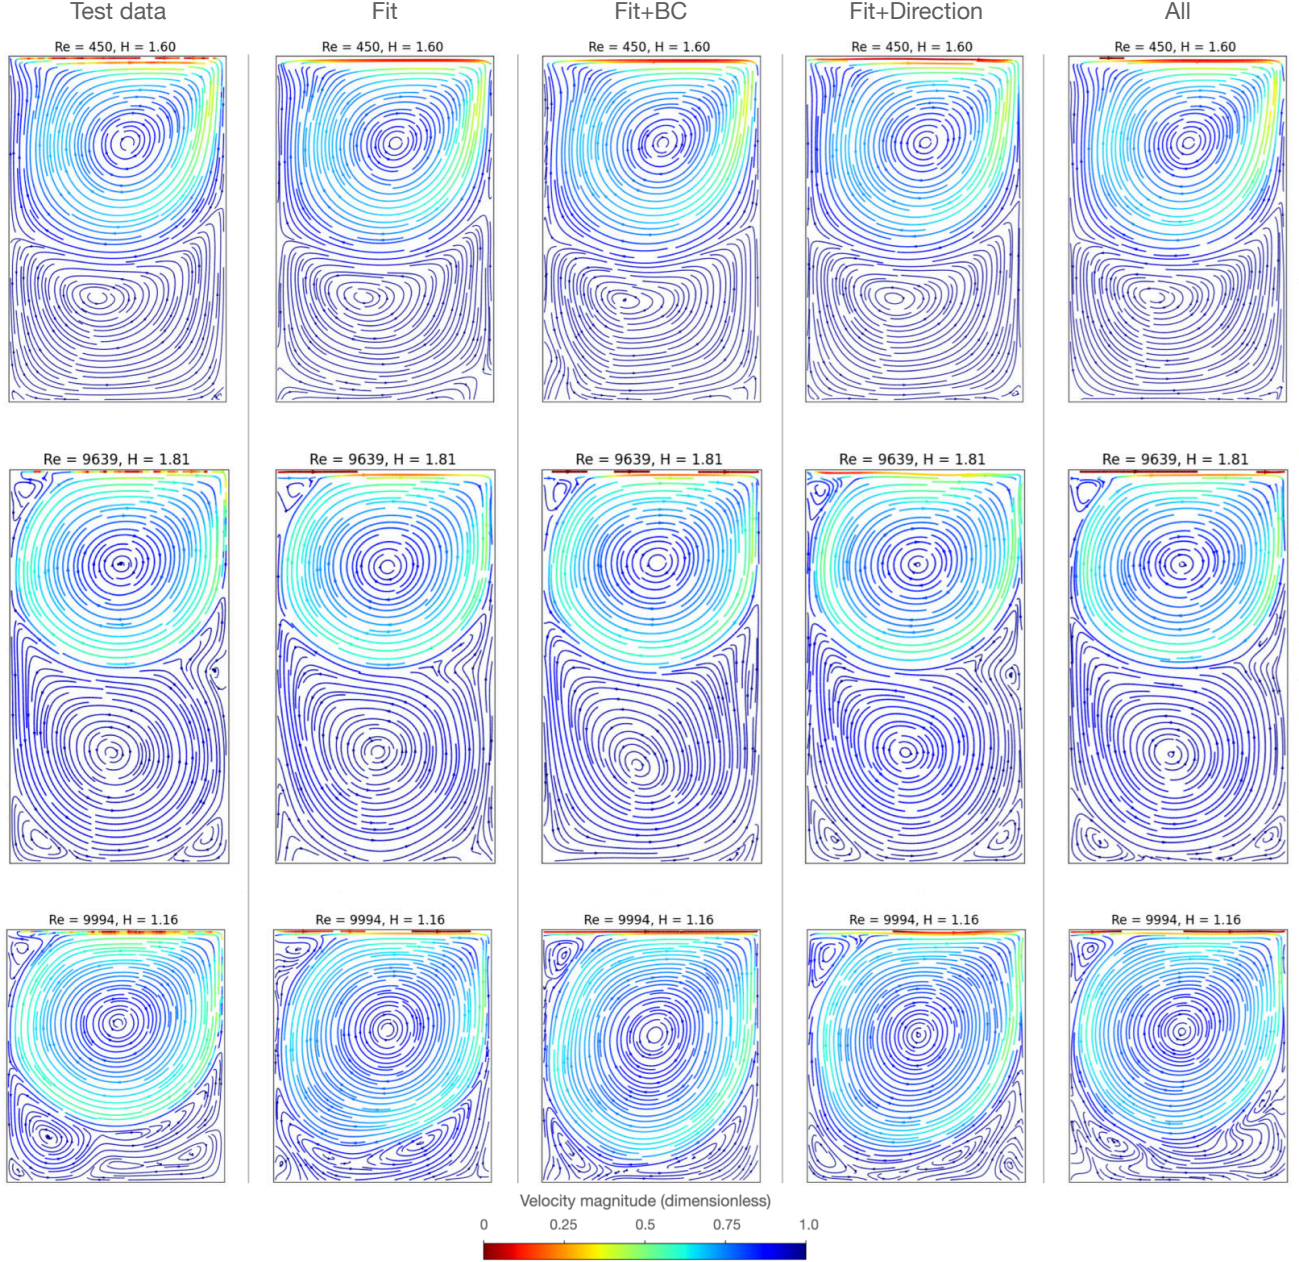 Test data Fit Fit+BC Fit+Direction All
Re = 450, H = 1.60 Re = 450, H = 1.60 Re = 450, H = 1.60 Re = 450, H = 1.60 Re = 450, H = 1.60
Re = 9639, H = 1.81 Re = 9639, H = 1.81 Re = 9639, H = 1.81 Re = 9639, H = 1.81 Re = 9639, H = 1.81
Re = 9994, H = 1.16 Re = 9994, H = 1.16 Re = 9994, H = 1.16 Re = 9994, H = 1.16 Re = 9994, H = 1.16
Velocity magnitude (dimensionless)
0 0.25 0.5 0.75 1.0